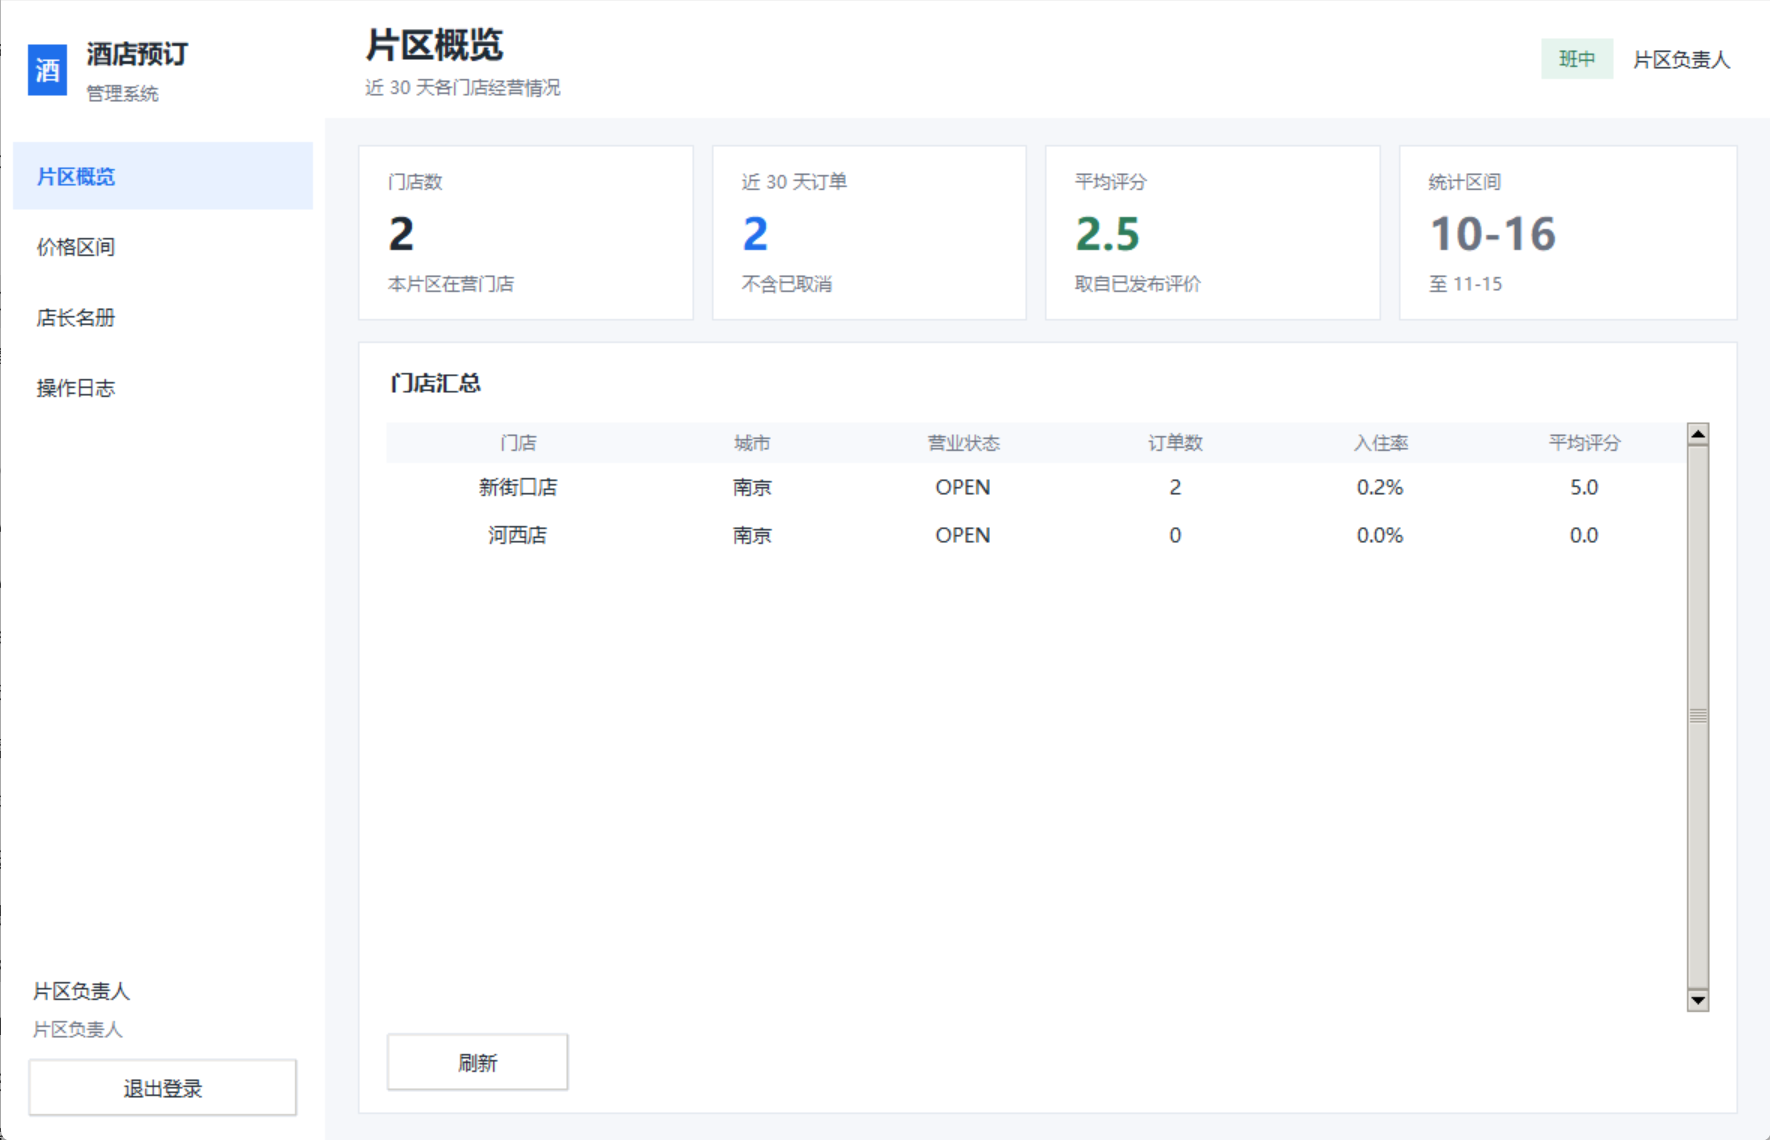 酒
酒店预订
管理系统
片区概览
价格区间
店长名册
操作日志
片区负责人
片区负责人
退出登录
片区概览
近 30 天各门店经营情况
班中
片区负责人
门店数
2
本片区在营门店
近 30 天订单
2
不含已取消
平均评分
2.5
取自已发布评价
统计区间
10-16
至 11-15
门店汇总
门店 城市 营业状态 订单数 入住率 平均评分
新街口店 南京 OPEN 2 0.2% 5.0
河西店 南京 OPEN 0 0.0% 0.0
刷新